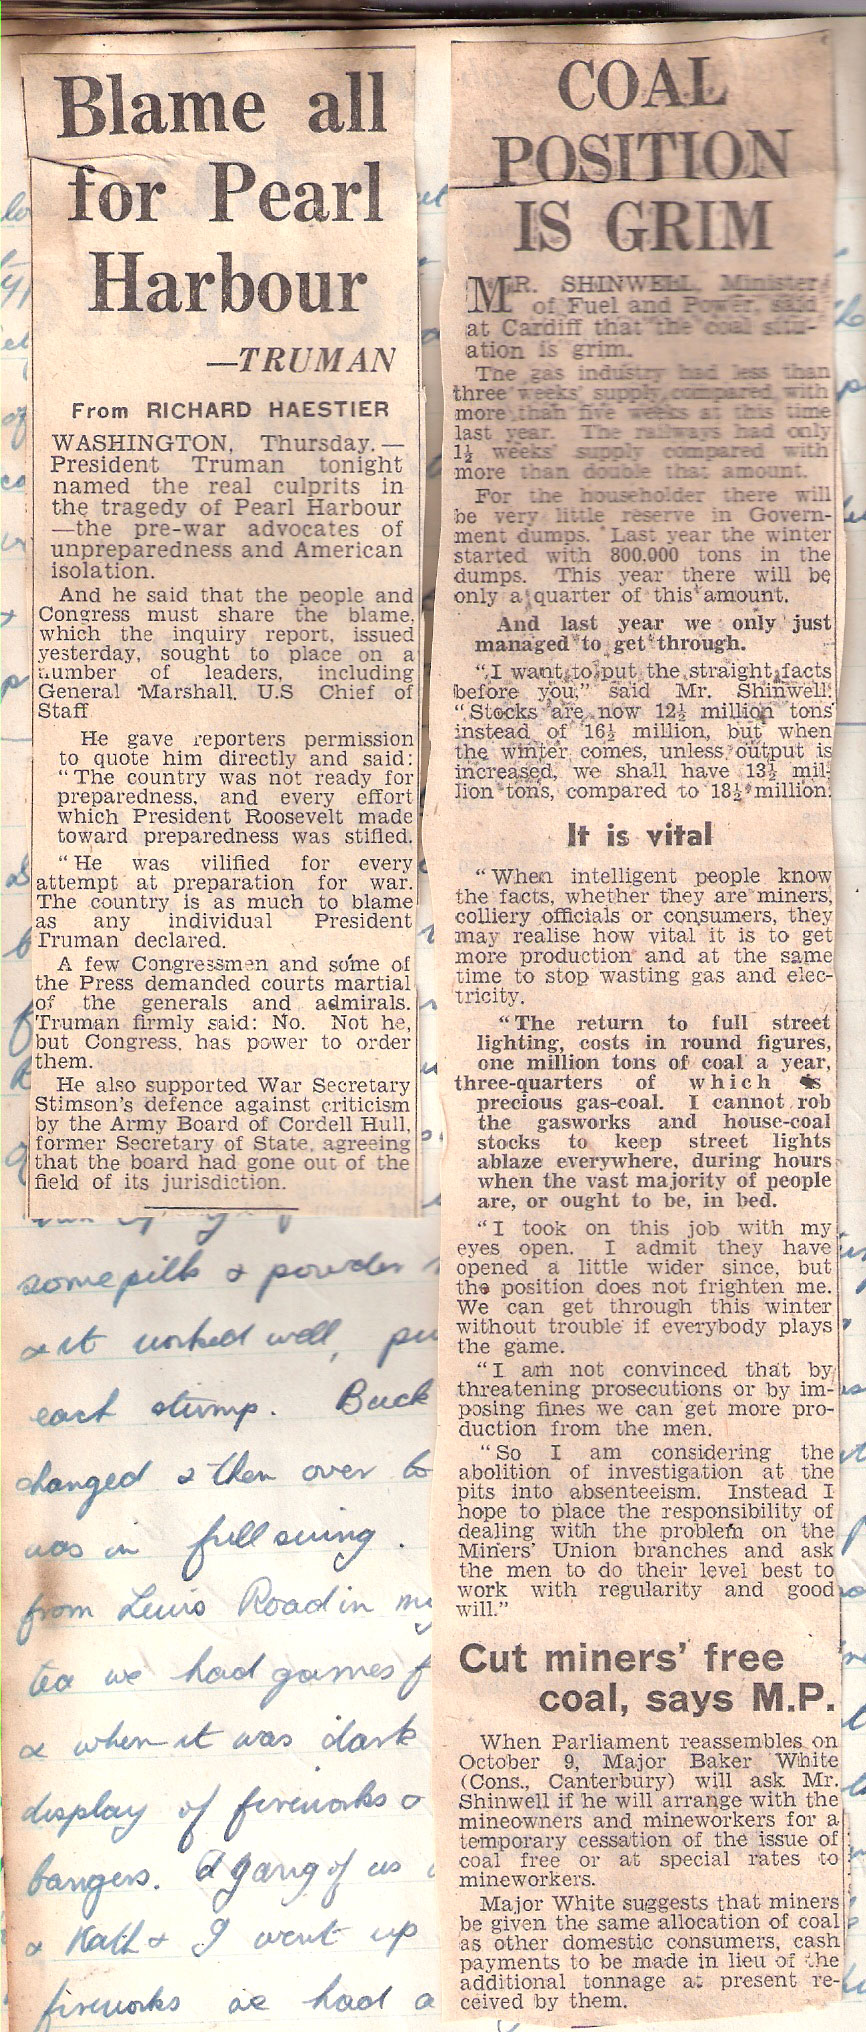 Blame all
for Pearl
Harbour
—TRUMAN
From RICHARD HAESTIER
WASHINGTON, Thursday.—
President Truman tonight
named the real culprits in
the tragedy of Pearl Harbour
—the pre-war advocates of
unpreparedness and American
isolation.
And he said that the people and
Congress must share the blame,
which the inquiry report, issued
yesterday, sought to place on a
number of leaders, including
General Marshall, U.S Chief of
Staff
He gave reporters permission
to quote him directly and said:
"The country was not ready for
preparedness, and every effort
which President Roosevelt made
toward preparedness was stifled.
"He was vilified for every
attempt at preparation for war.
The country is as much to blame
as any individual President
Truman declared.
A few Congressmen and some of
the Press demanded courts martial
of the generals and admirals.
Truman firmly said: No. Not he,
but Congress, has power to order
them.
He also supported War Secretary
Stimson's defence against criticism
by the Army Board of Cordell Hull,
former Secretary of State, agreeing
that the board had gone out of the
field of its jurisdiction.
some pills & powder
& it worked well,
each stump. Back
changed & then over to
was in full swing.
from Lewis Road in my
tea we had games
& when it was dark
display of fireworks &
bangers. A gang of us
& Kath & I went up
fireworks we had a
COAL
POSITION
IS GRIM
MR. SHINWELL, Minister
of Fuel and Power, said
at Cardiff that the coal situ-
ation is grim.
The gas industry had less than
three weeks' supply compared with
more than five weeks at this time
last year. The railways had only
1½ weeks' supply compared with
more than double that amount.
For the householder there will
be very little reserve in Govern-
ment dumps. Last year the winter
started with 800,000 tons in the
dumps. This year there will be
only a quarter of this amount.
And last year we only just
managed to get through.
"I want to put the straight facts
before you," said Mr. Shinwell.
"Stocks are now 12½ million tons
instead of 16½ million, but when
the winter comes, unless output is
increased, we shall have 13½ mil-
lion tons, compared to 18½ million.
It is vital
"When intelligent people know
the facts, whether they are miners,
colliery officials or consumers, they
may realise how vital it is to get
more production and at the same
time to stop wasting gas and elec-
tricity.
"The return to full street
lighting, costs in round figures,
one million tons of coal a year,
three-quarters of which is
precious gas-coal. I cannot rob
the gasworks and house-coal
stocks to keep street lights
ablaze everywhere, during hours
when the vast majority of people
are, or ought to be, in bed.
"I took on this job with my
eyes open. I admit they have
opened a little wider since, but
the position does not frighten me.
We can get through this winter
without trouble if everybody plays
the game.
"I am not convinced that by
threatening prosecutions or by im-
posing fines we can get more pro-
duction from the men.
"So I am considering the
abolition of investigation at the
pits into absenteeism. Instead I
hope to place the responsibility of
dealing with the problem on the
Miners' Union branches and ask
the men to do their level best to
work with regularity and good
will."
Cut miners' free
coal, says M.P.
When Parliament reassembles on
October 9, Major Baker White
(Cons., Canterbury) will ask Mr.
Shinwell if he will arrange with the
mineowners and mineworkers for a
temporary cessation of the issue of
coal free or at special rates to
mineworkers.
Major White suggests that miners
be given the same allocation of coal
as other domestic consumers, cash
payments to be made in lieu of the
additional tonnage at present re-
ceived by them.